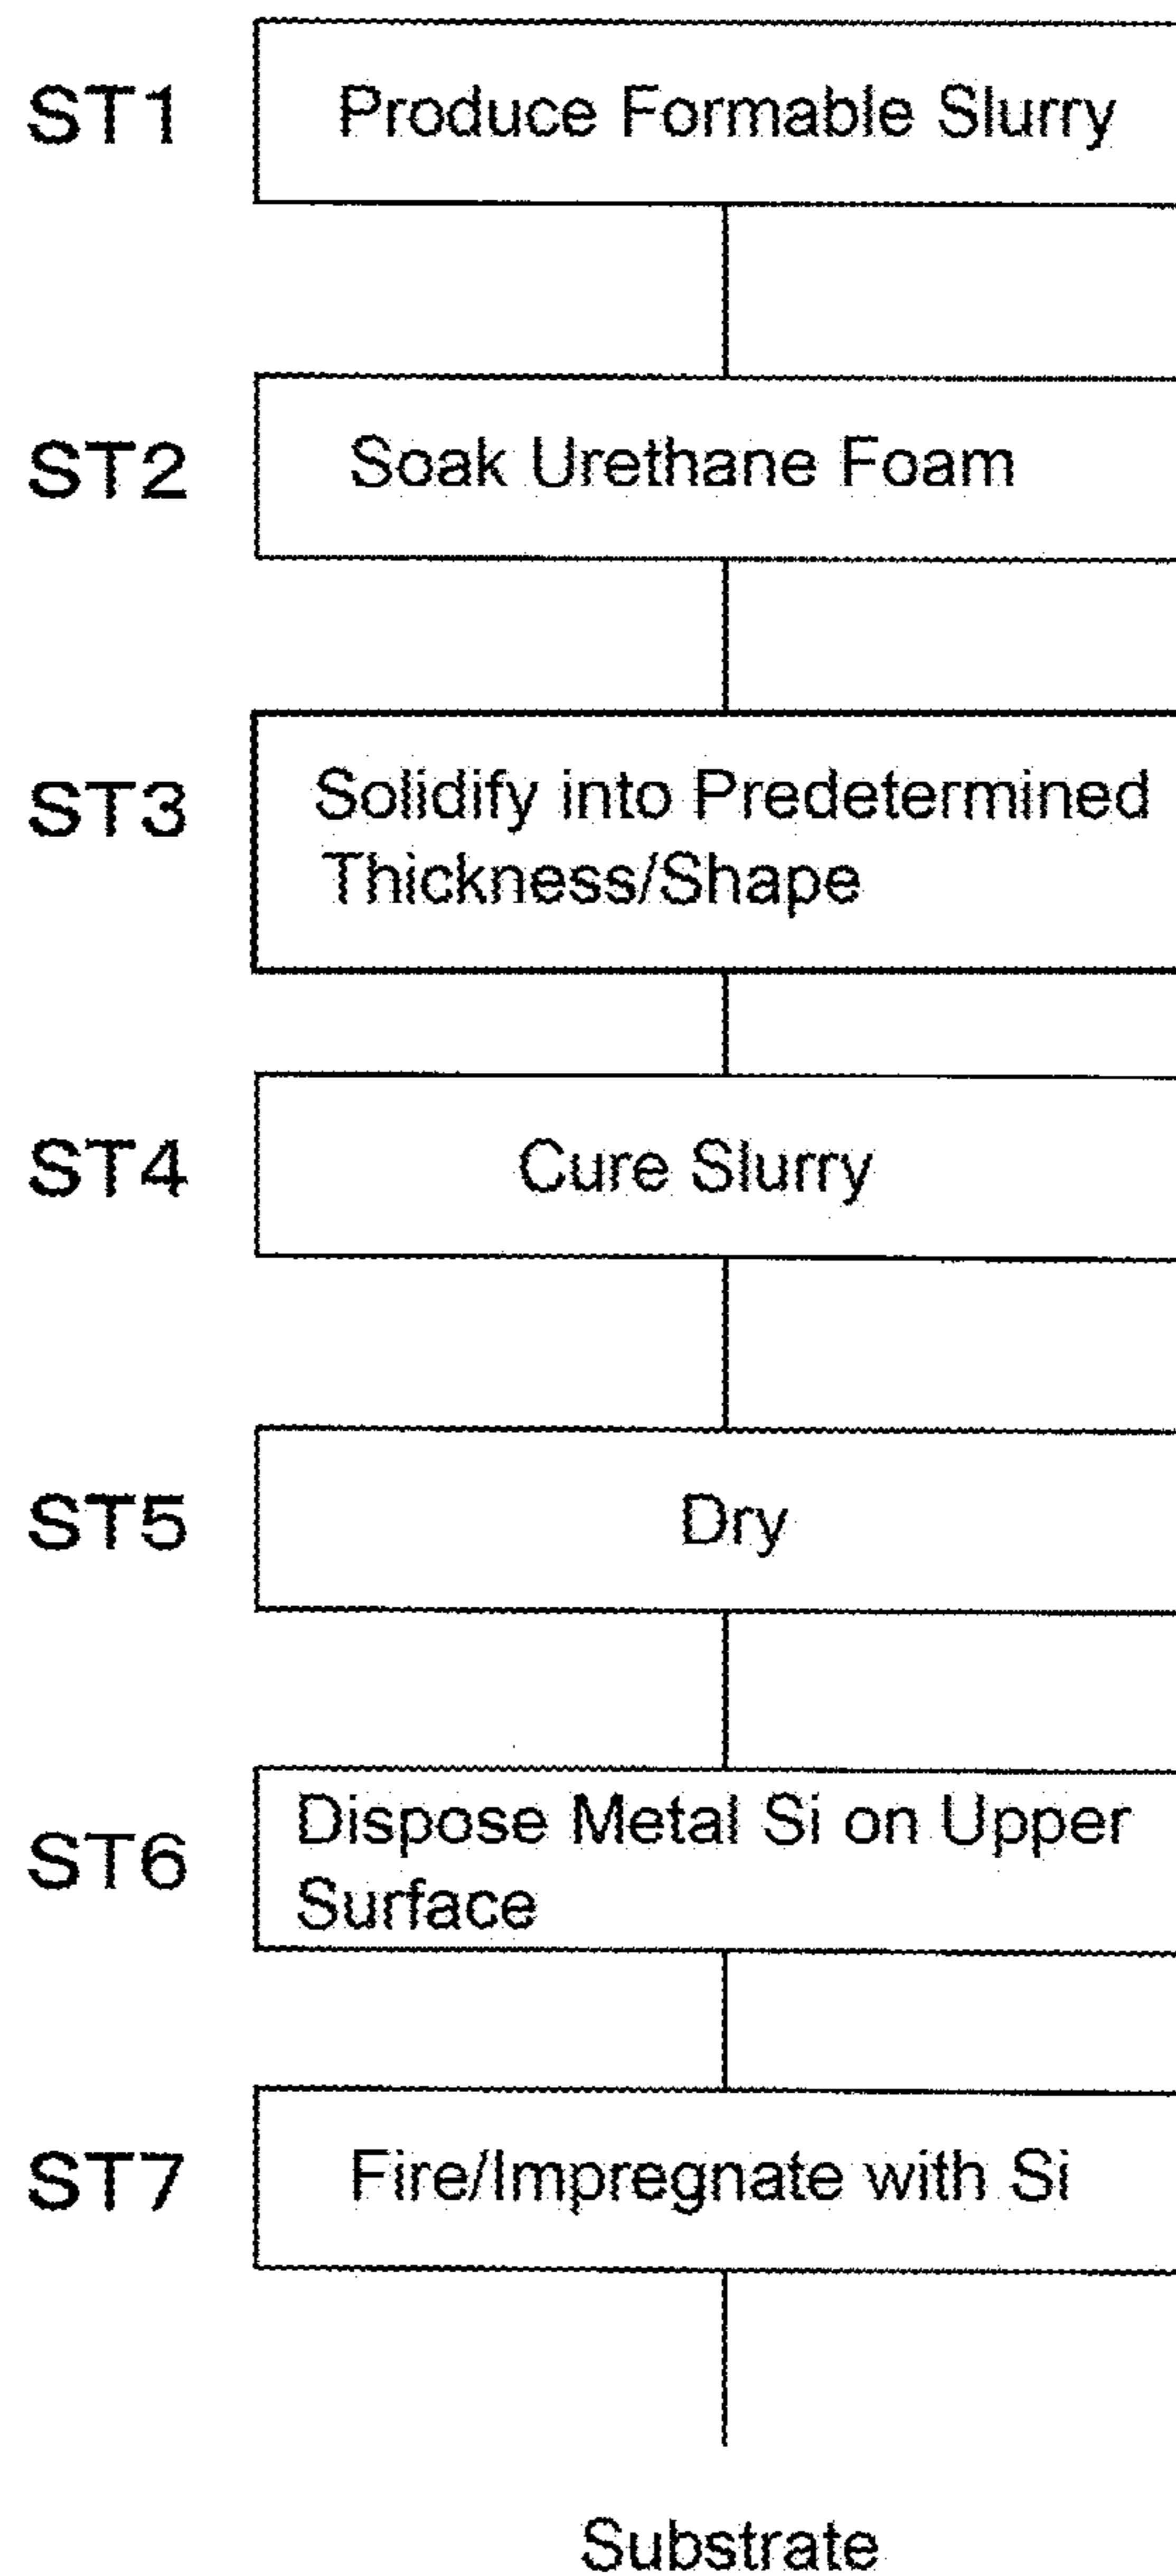 ST1 Produce Formable Slurry
ST2 Soak Urethane Foam
ST3 Solidify into Predetermined
Thickness/Shape
ST4 Cure Slurry
ST5 Dry
ST6 Dispose Metal Si on Upper
Surface
ST7 Fire/Impregnate with Si
Substrate